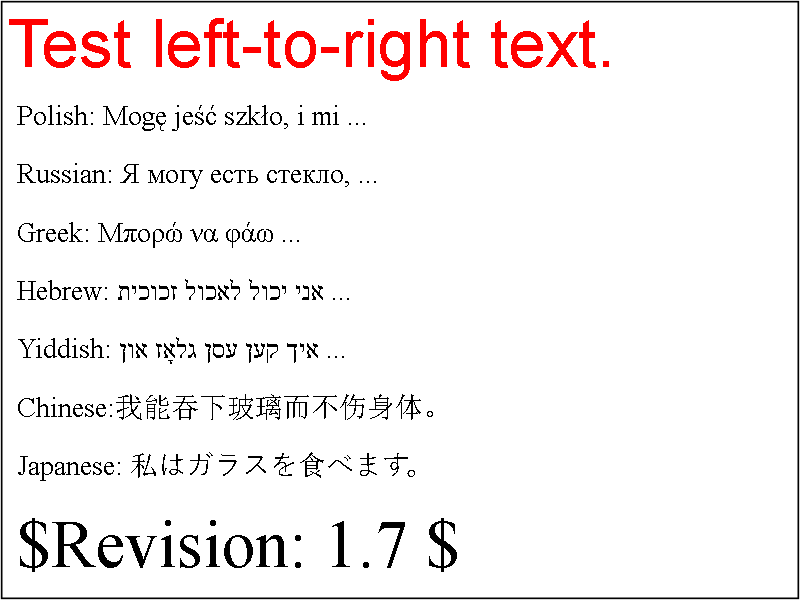 Test left-to-right text.
Polish: Mogę jeść szkło, i mi ...
Russian: Я могу есть стекло, ...
Greek: Μπορώ να φάω ...
Hebrew: אני יכול לאכול זכוכית ...
Yiddish: איך קען עסן גלאָז און ...
Chinese:我能吞下玻璃而不伤身体。
Japanese: 私はガラスを食べます。
$Revision: 1.7 $